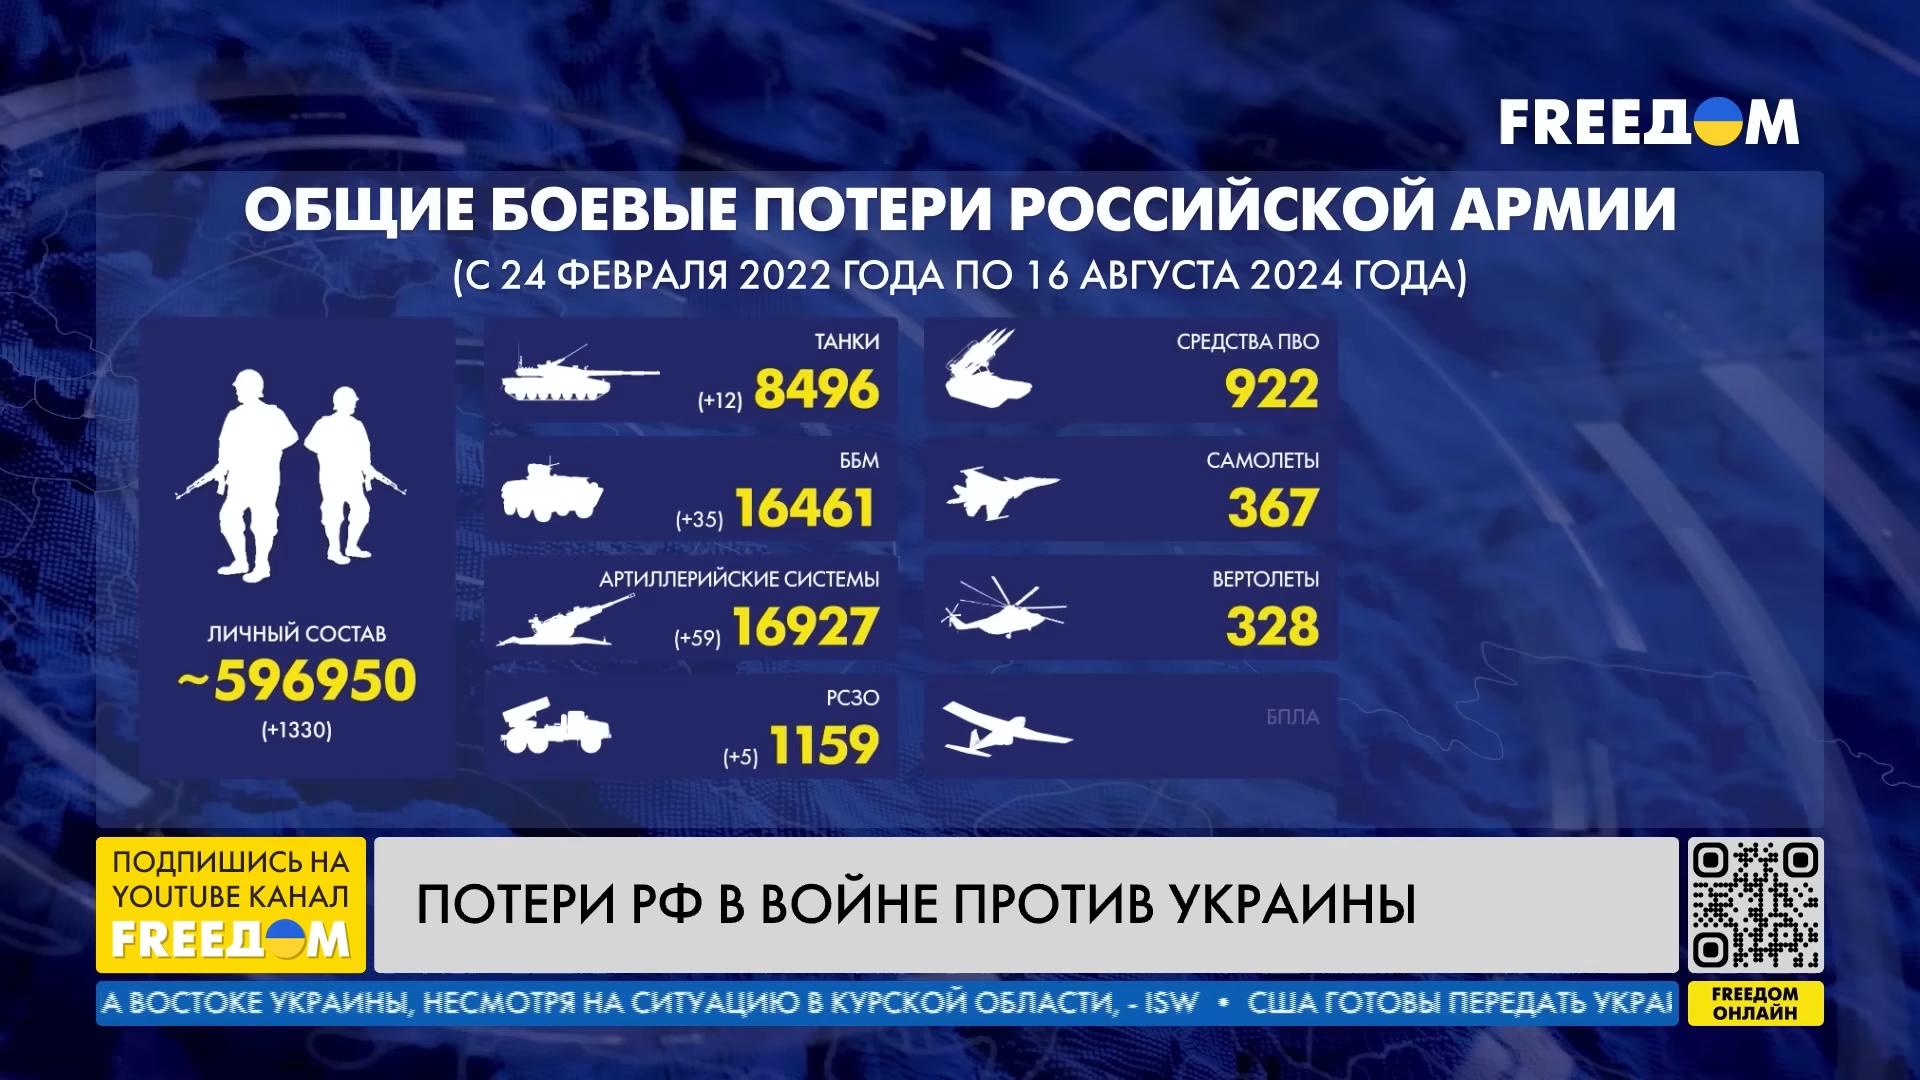 FREEДOM
ОБЩИЕ БОЕВЫЕ ПОТЕРИ РОССИЙСКОЙ АРМИИ
(С 24 ФЕВРАЛЯ 2022 ГОДА ПО 16 АВГУСТА 2024 ГОДА)
ЛИЧНЫЙ СОСТАВ
~596950
(+1330)
ТАНКИ
(+12) 8496
ББМ
(+35) 16461
АРТИЛЛЕРИЙСКИЕ СИСТЕМЫ
(+59) 16927
РСЗО
(+5) 1159
СРЕДСТВА ПВО
922
САМОЛЕТЫ
367
ВЕРТОЛЕТЫ
328
БПЛА
ПОДПИШИСЬ НА
YOUTUBE КАНАЛ
FREEДOM
ПОТЕРИ РФ В ВОЙНЕ ПРОТИВ УКРАИНЫ
А ВОСТОКЕ УКРАИНЫ, НЕСМОТРЯ НА СИТУАЦИЮ В КУРСКОЙ ОБЛАСТИ, - ISW • США ГОТОВЫ ПЕРЕДАТЬ УКРАИ
FREEДOM
ОНЛАЙН